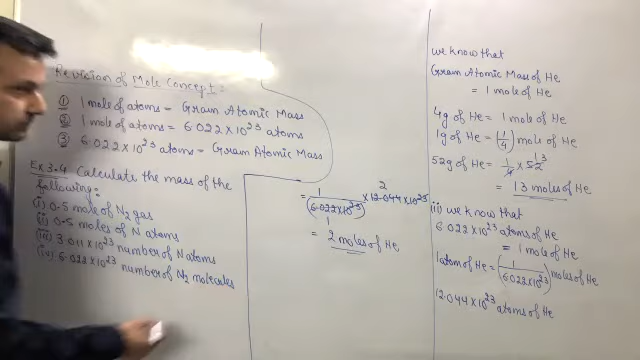 Revision of Mole Concept:
① 1 mole of atoms = Gram Atomic Mass
② 1 mole of atoms = 6.022 X 10²³ atoms
③ 6.022 X 10²³ atoms = Gram Atomic Mass
Ex 3.4 Calculate the mass of the
following:
(i) 0.5 mole of N₂ gas
(ii) 0.5 moles of N atoms
(iii) 3.011 X 10²³ number of N atoms
(iv) 6.022 X 10²³ number of N₂ molecules
= 1/(6.022X10²³) X 12.044 X 10²³
2
1
= 2 moles of He
we know that
Gram Atomic Mass of He
= 1 mole of He
4g of He = 1 mole of He
1g of He = (1/4) mole of He
52g of He = 1/4 X 52 13
= 13 moles of He
ii) we know that
6.022 X 10²³ atoms of He
= 1 mole of He
1 atom of He = (1/6.022X10²³) moles of He
12.044 X 10²³ atoms of He